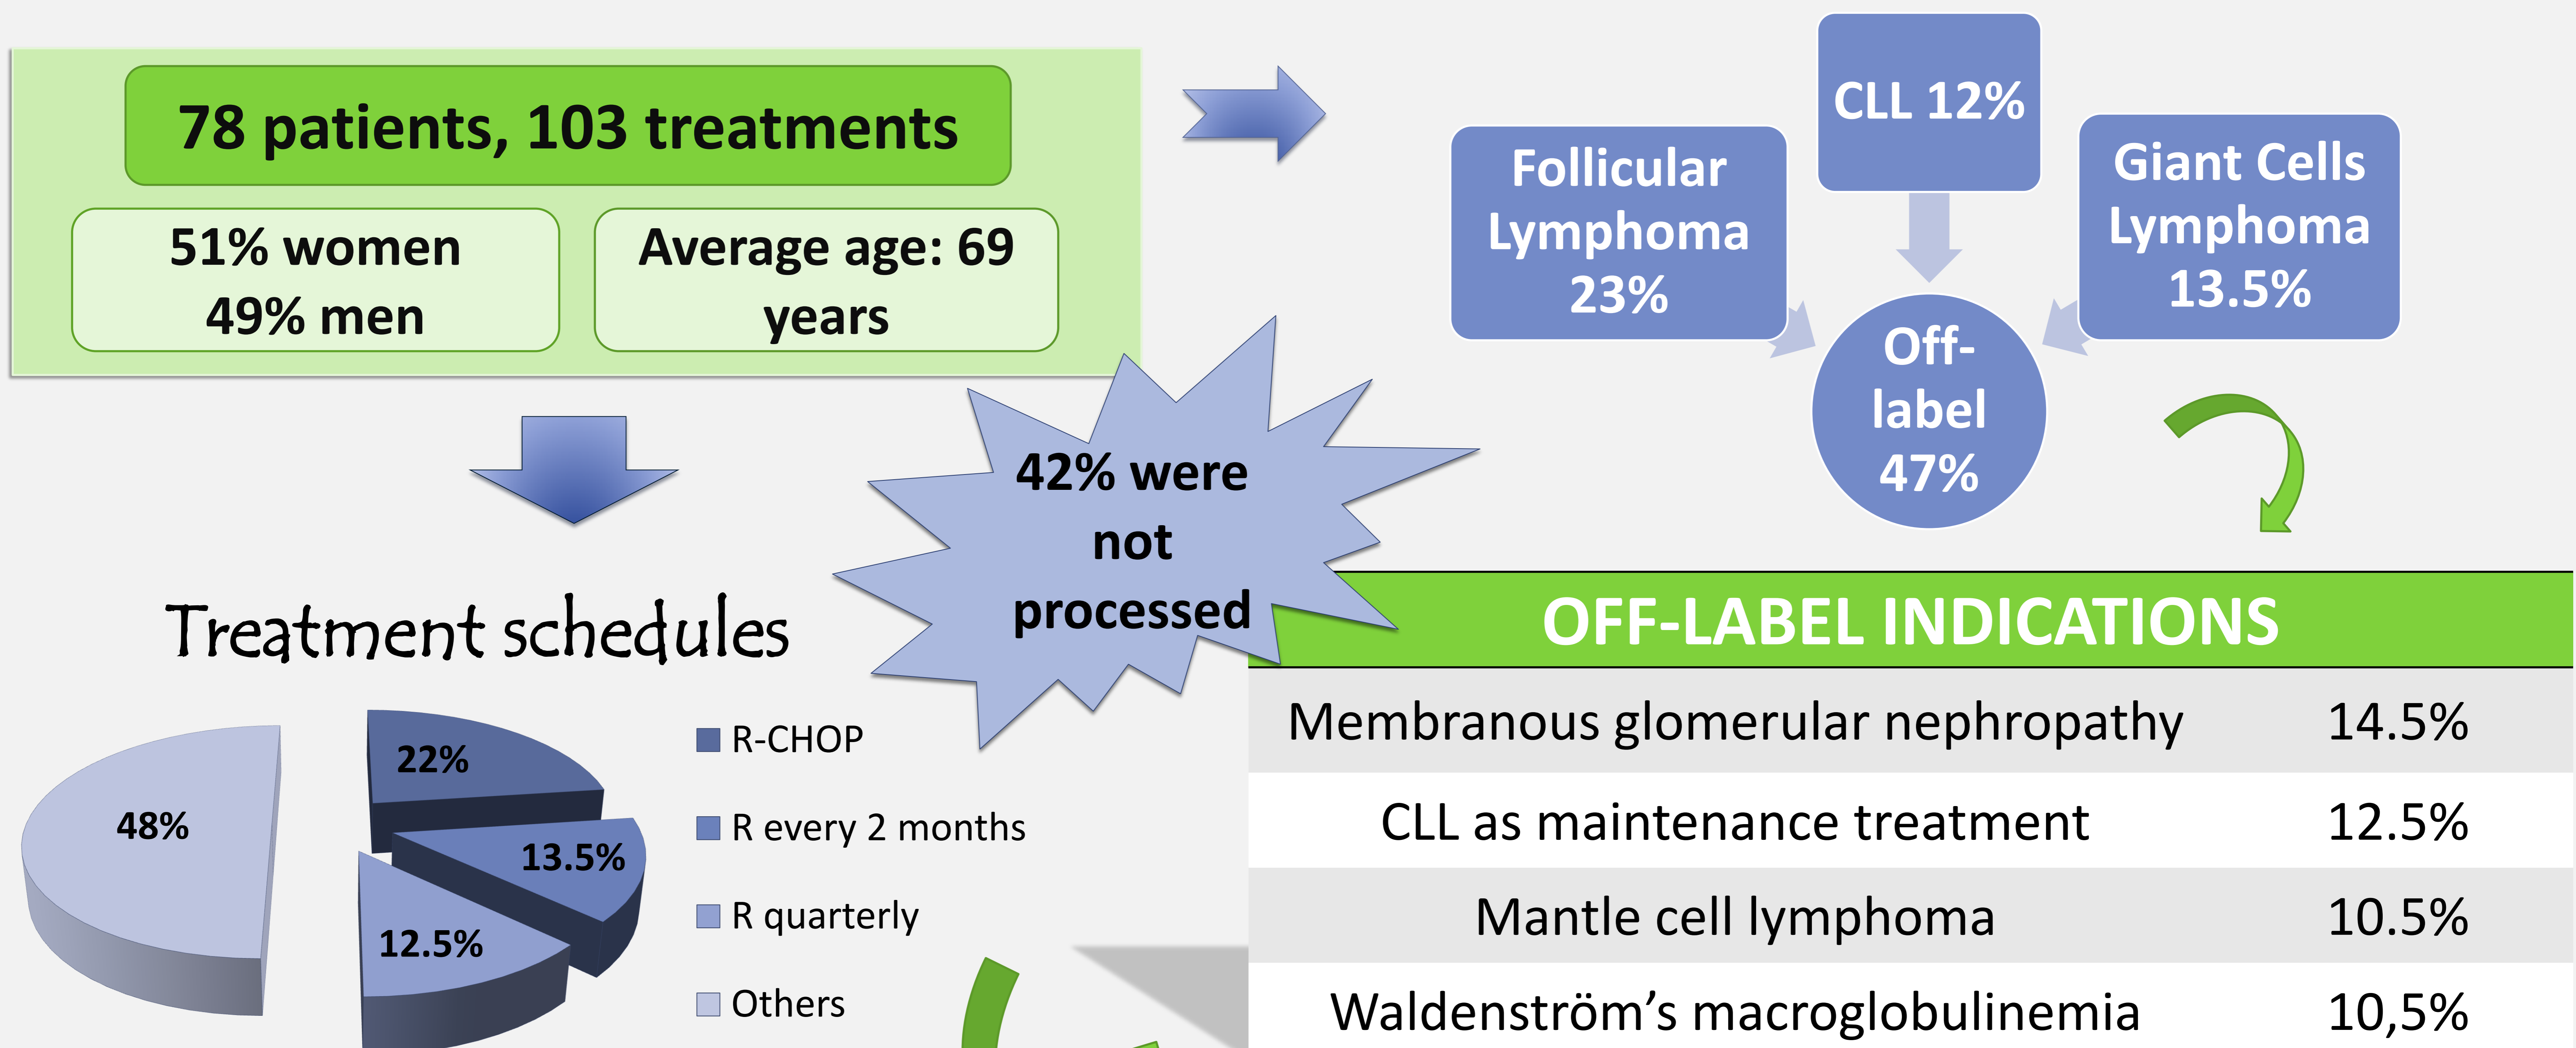 78 patients, 103 treatments
51% women
49% men
Average age: 69
years
CLL 12%
Follicular
Lymphoma
23%
Giant Cells
Lymphoma
13.5%
Off-
label
47%
42% were
not
processed
Treatment schedules
22%
13.5%
12.5%
48%
R-CHOP
R every 2 months
R quarterly
Others
OFF-LABEL INDICATIONS
Membranous glomerular nephropathy 14.5%
CLL as maintenance treatment 12.5%
Mantle cell lymphoma 10.5%
Waldenström’s macroglobulinemia 10,5%